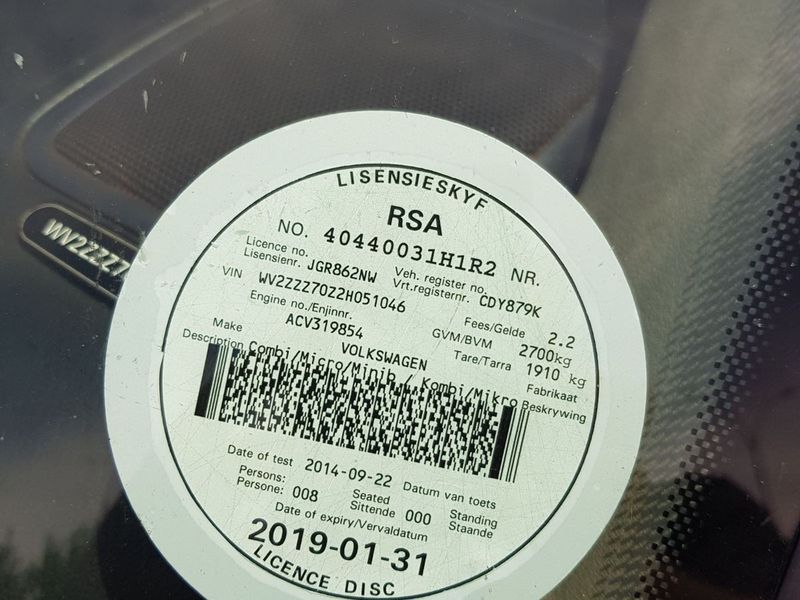 LISENSIESKYF
RSA
NO. 40440031H1R2 NR.
Licence no. Veh. register no.
Lisensienr. JGR862NW Vrt.registernr. CDY879K
VIN WV2ZZZ70Z2H051046 Fees/Gelde 2.2
Engine no./Enjinnr. GVM/BVM 2700kg
ACV319854 Tare/Tarra 1910 kg
Make VOLKSWAGEN Fabrikaat
Description Combi/Micro/Minib / Kombi/Mikro Beskrywing
Date of test 2014-09-22 Datum van toets
Persons: Seated Standing
Persone: 008 Sittende 000 Staande
Date of expiry/Vervaldatum
2019-01-31
LICENCE DISC
WV2ZZZ7